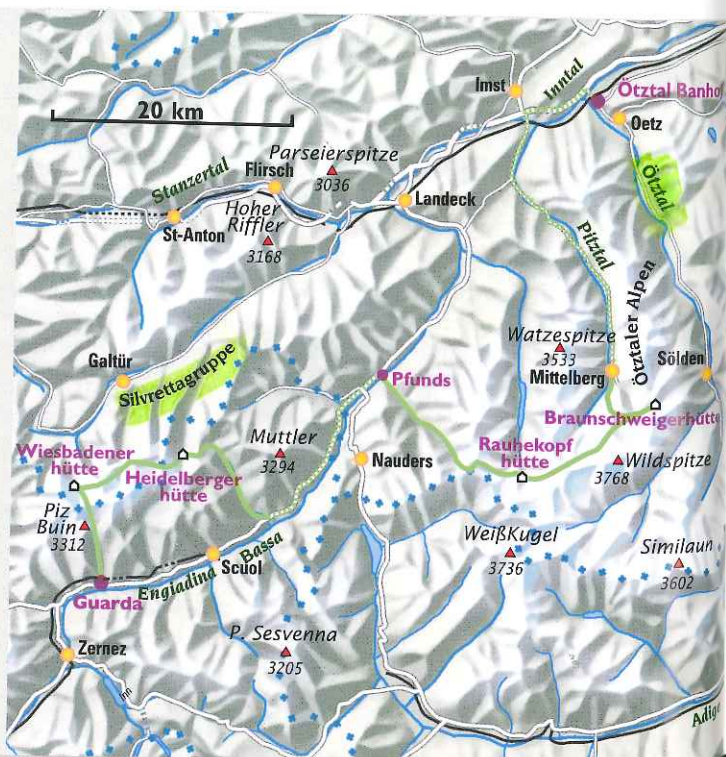 Imst
Inntal
Ötztal Banho
Oetz
20 km
Parseierspitze
3036
Stanzertal
Flirsch
Landeck
Ötztal
St-Anton
Hoher
Riffler
3168
Pitztal
Ötztaler Alpen
Watzespitze
3533
Galtür
Silvrettagruppe
Pfunds
Mittelberg
Sölden
Braunschweigerhütte
Muttler
3294
Nauders
Rauhekopf
hütte
Wildspitze
3768
Wiesbadener
hütte
Heidelberger
hütte
Piz
Buin
3312
WeißKugel
3736
Similaun
3602
Scuol
Engiadina Bassa
Guarda
P. Sesvenna
3205
Zernez
Inn
Adige